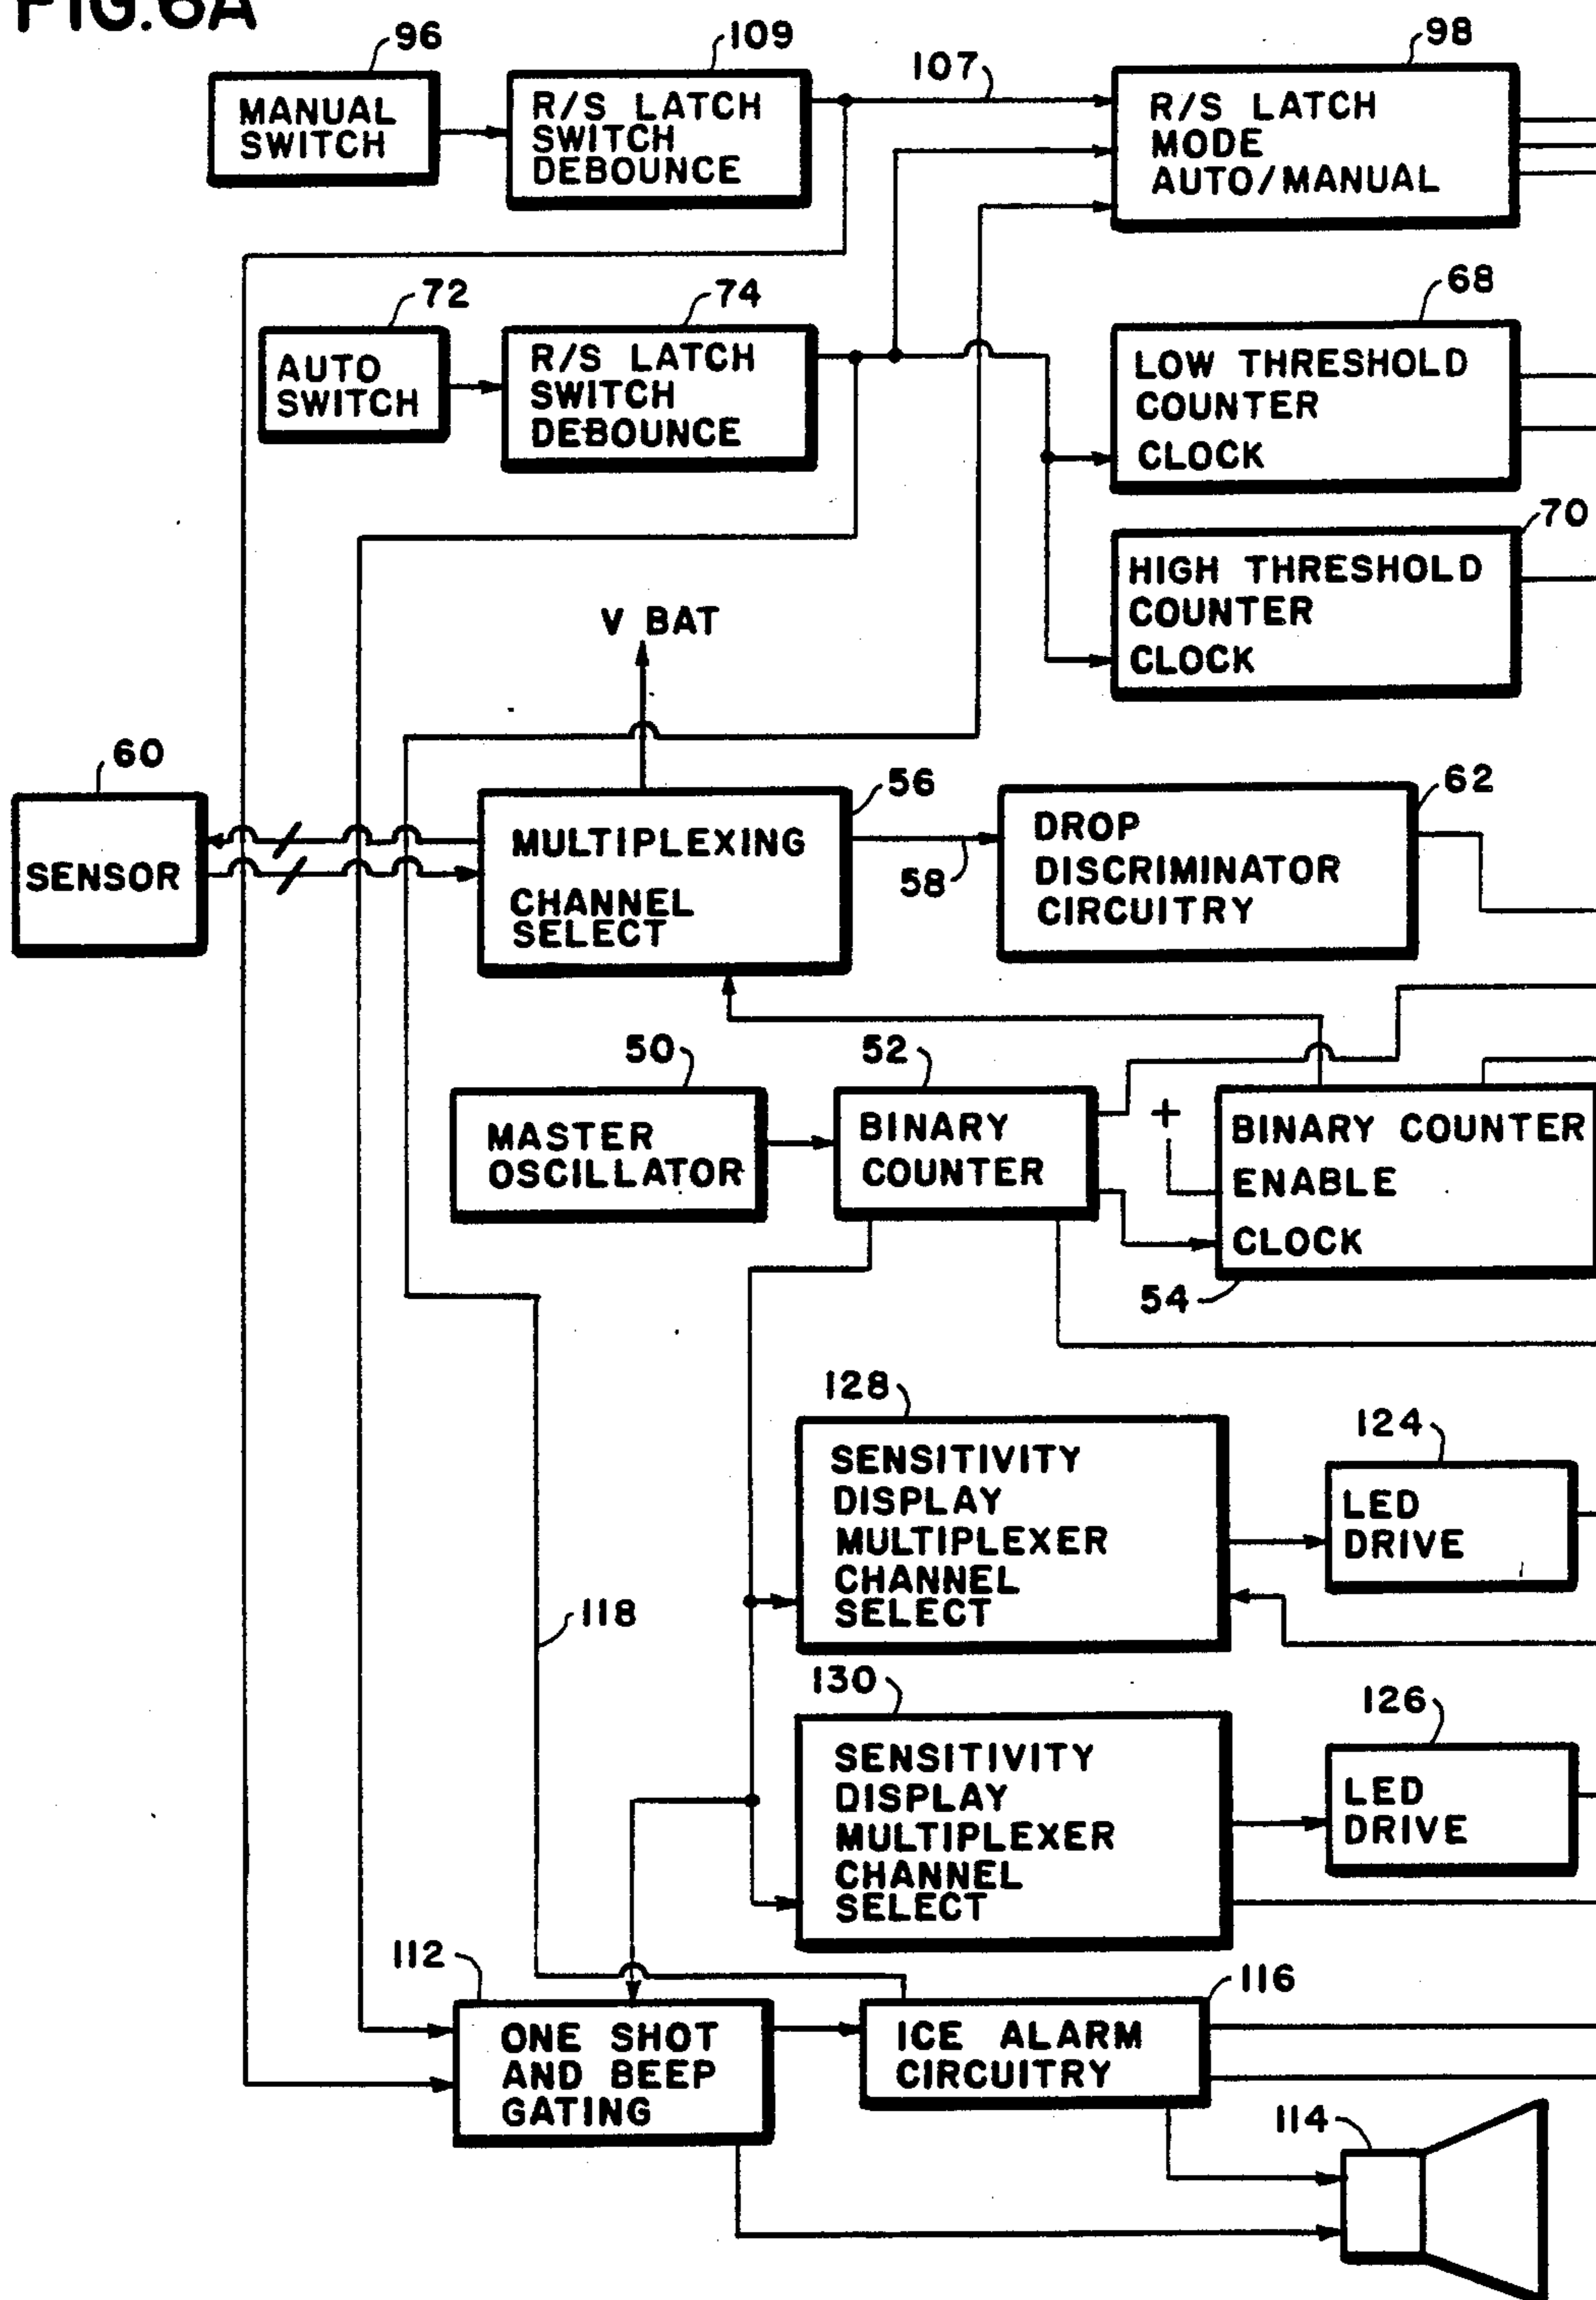 FIG.6A
96
109
107
98
MANUAL
SWITCH
R/S LATCH
SWITCH
DEBOUNCE
R/S LATCH
MODE
AUTO/MANUAL
72
74
68
AUTO
SWITCH
R/S LATCH
SWITCH
DEBOUNCE
LOW THRESHOLD
COUNTER
CLOCK
70
HIGH THRESHOLD
COUNTER
CLOCK
V BAT
60
56
62
SENSOR
MULTIPLEXING
CHANNEL
SELECT
58
DROP
DISCRIMINATOR
CIRCUITRY
50
52
MASTER
OSCILLATOR
BINARY
COUNTER
+
BINARY COUNTER
ENABLE
CLOCK
54
128
124
SENSITIVITY
DISPLAY
MULTIPLEXER
CHANNEL
SELECT
LED
DRIVE
118
130
126
SENSITIVITY
DISPLAY
MULTIPLEXER
CHANNEL
SELECT
LED
DRIVE
112
116
ONE SHOT
AND BEEP
GATING
ICE ALARM
CIRCUITRY
114